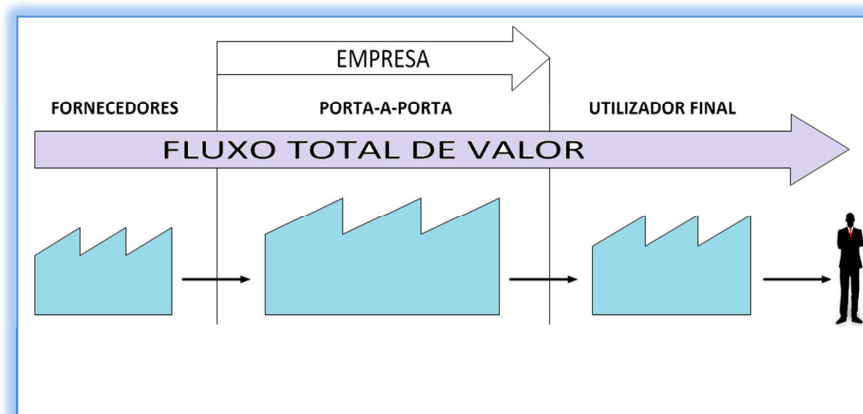 EMPRESA
FORNECEDORES
PORTA-A-PORTA
UTILIZADOR FINAL
FLUXO TOTAL DE VALOR